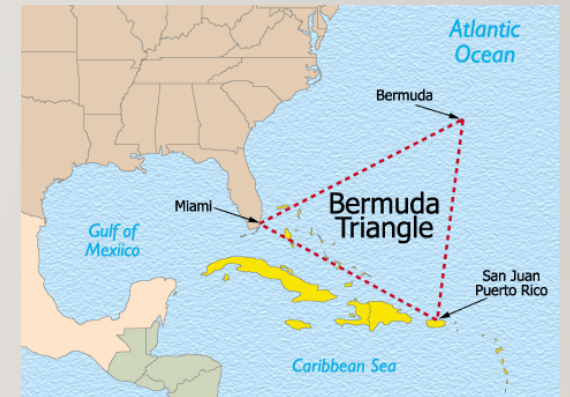 Atlantic
Ocean
Bermuda
Miami
Bermuda
Triangle
Gulf of
Mexiico
San Juan
Puerto Rico
Caribbean Sea